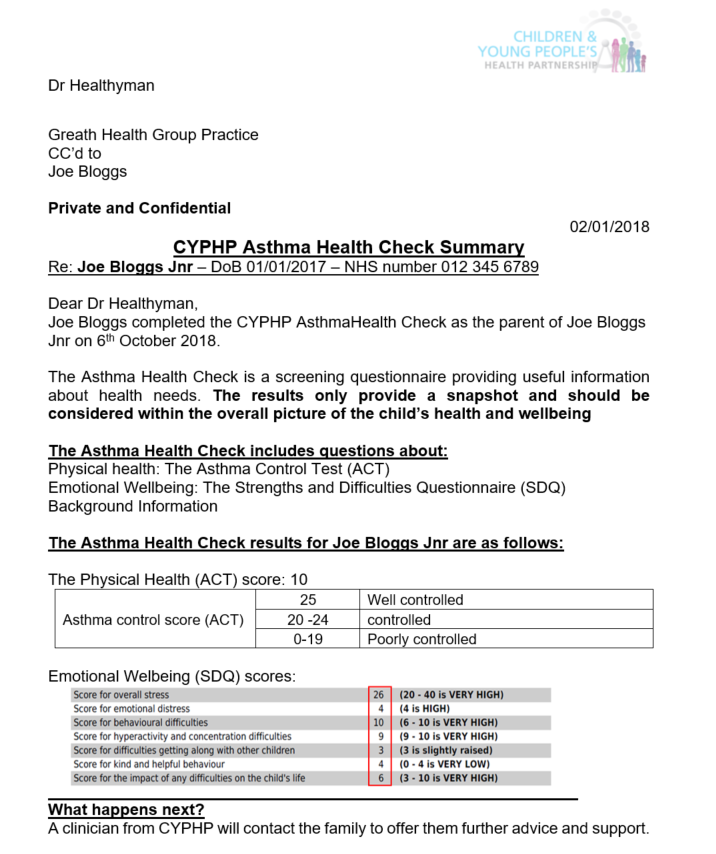 CHILDREN &
YOUNG PEOPLE'S
HEALTH PARTNERSHIP
Dr Healthyman
Greath Health Group Practice
CC'd to
Joe Bloggs
Private and Confidential
02/01/2018
CYPHP Asthma Health Check Summary
Re: Joe Bloggs Jnr – DoB 01/01/2017 – NHS number 012 345 6789
Dear Dr Healthyman,
Joe Bloggs completed the CYPHP AsthmaHealth Check as the parent of Joe Bloggs
Jnr on 6th October 2018.
The Asthma Health Check is a screening questionnaire providing useful information
about health needs. The results only provide a snapshot and should be
considered within the overall picture of the child's health and wellbeing
The Asthma Health Check includes questions about:
Physical health: The Asthma Control Test (ACT)
Emotional Wellbeing: The Strengths and Difficulties Questionnaire (SDQ)
Background Information
The Asthma Health Check results for Joe Bloggs Jnr are as follows:
The Physical Health (ACT) score: 10
25 Well controlled
Asthma control score (ACT) 20 -24 controlled
0-19 Poorly controlled
Emotional Welbeing (SDQ) scores:
Score for overall stress 26 (20 - 40 is VERY HIGH)
Score for emotional distress 4 (4 is HIGH)
Score for behavioural difficulties 10 (6 - 10 is VERY HIGH)
Score for hyperactivity and concentration difficulties 9 (9 - 10 is VERY HIGH)
Score for difficulties getting along with other children 3 (3 is slightly raised)
Score for kind and helpful behaviour 4 (0 - 4 is VERY LOW)
Score for the impact of any difficulties on the child's life 6 (3 - 10 is VERY HIGH)
What happens next?
A clinician from CYPHP will contact the family to offer them further advice and support.